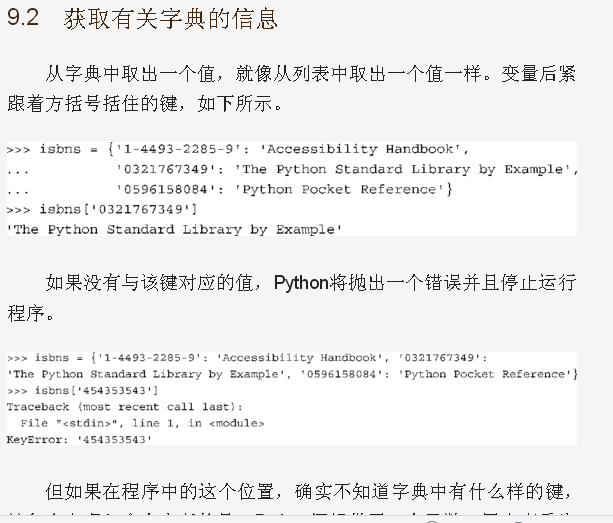 9.2 获取有关字典的信息
从字典中取出一个值，就像从列表中取出一个值一样。变量后紧
跟着方括号括住的键，如下所示。
>>> isbns = {'1-4493-2285-9': 'Accessibility Handbook',
...          '0321767349': 'The Python Standard Library by Example',
...          '0596158084': 'Python Pocket Reference'}
>>> isbns['0321767349']
'The Python Standard Library by Example'
如果没有与该键对应的值，Python将抛出一个错误并且停止运行
程序。
>>> isbns = {'1-4493-2285-9': 'Accessibility Handbook', '0321767349':
'The Python Standard Library by Example', '0596158084': 'Python Pocket Reference'}
>>> isbns['454353543']
Traceback (most recent call last):
  File "<stdin>", line 1, in <module>
KeyError: '454353543'
但如果在程序中的这个位置，确实不知道字典中有什么样的键，